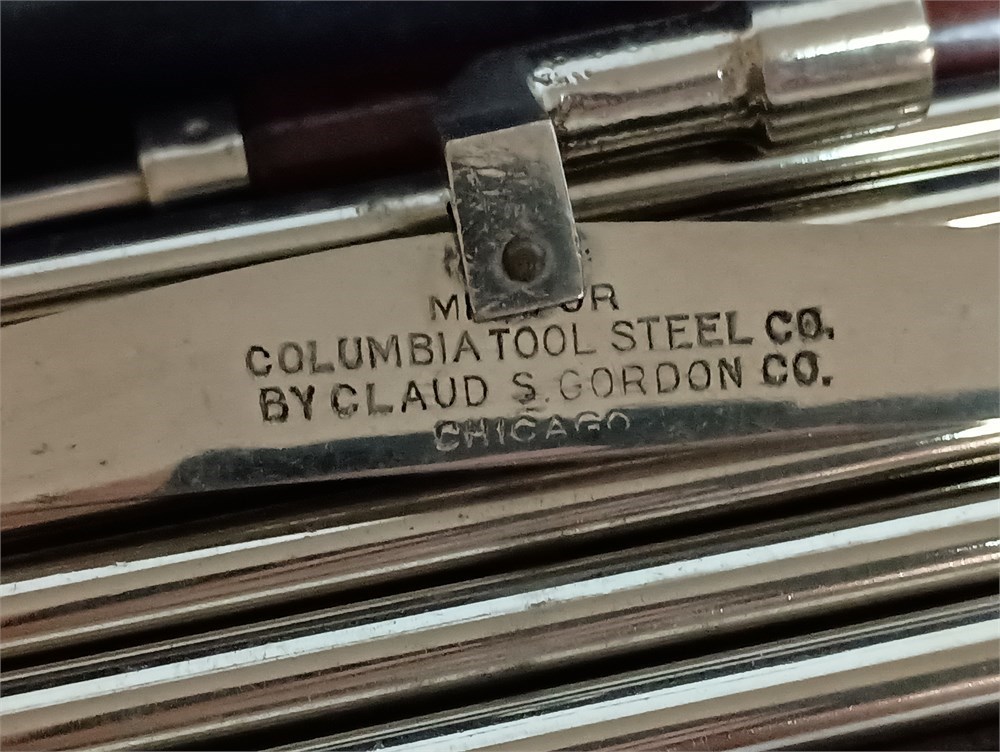 COLUMBIA TOOL STEEL CO.
BY CLAUD S. GORDON CO.
CHICAGO